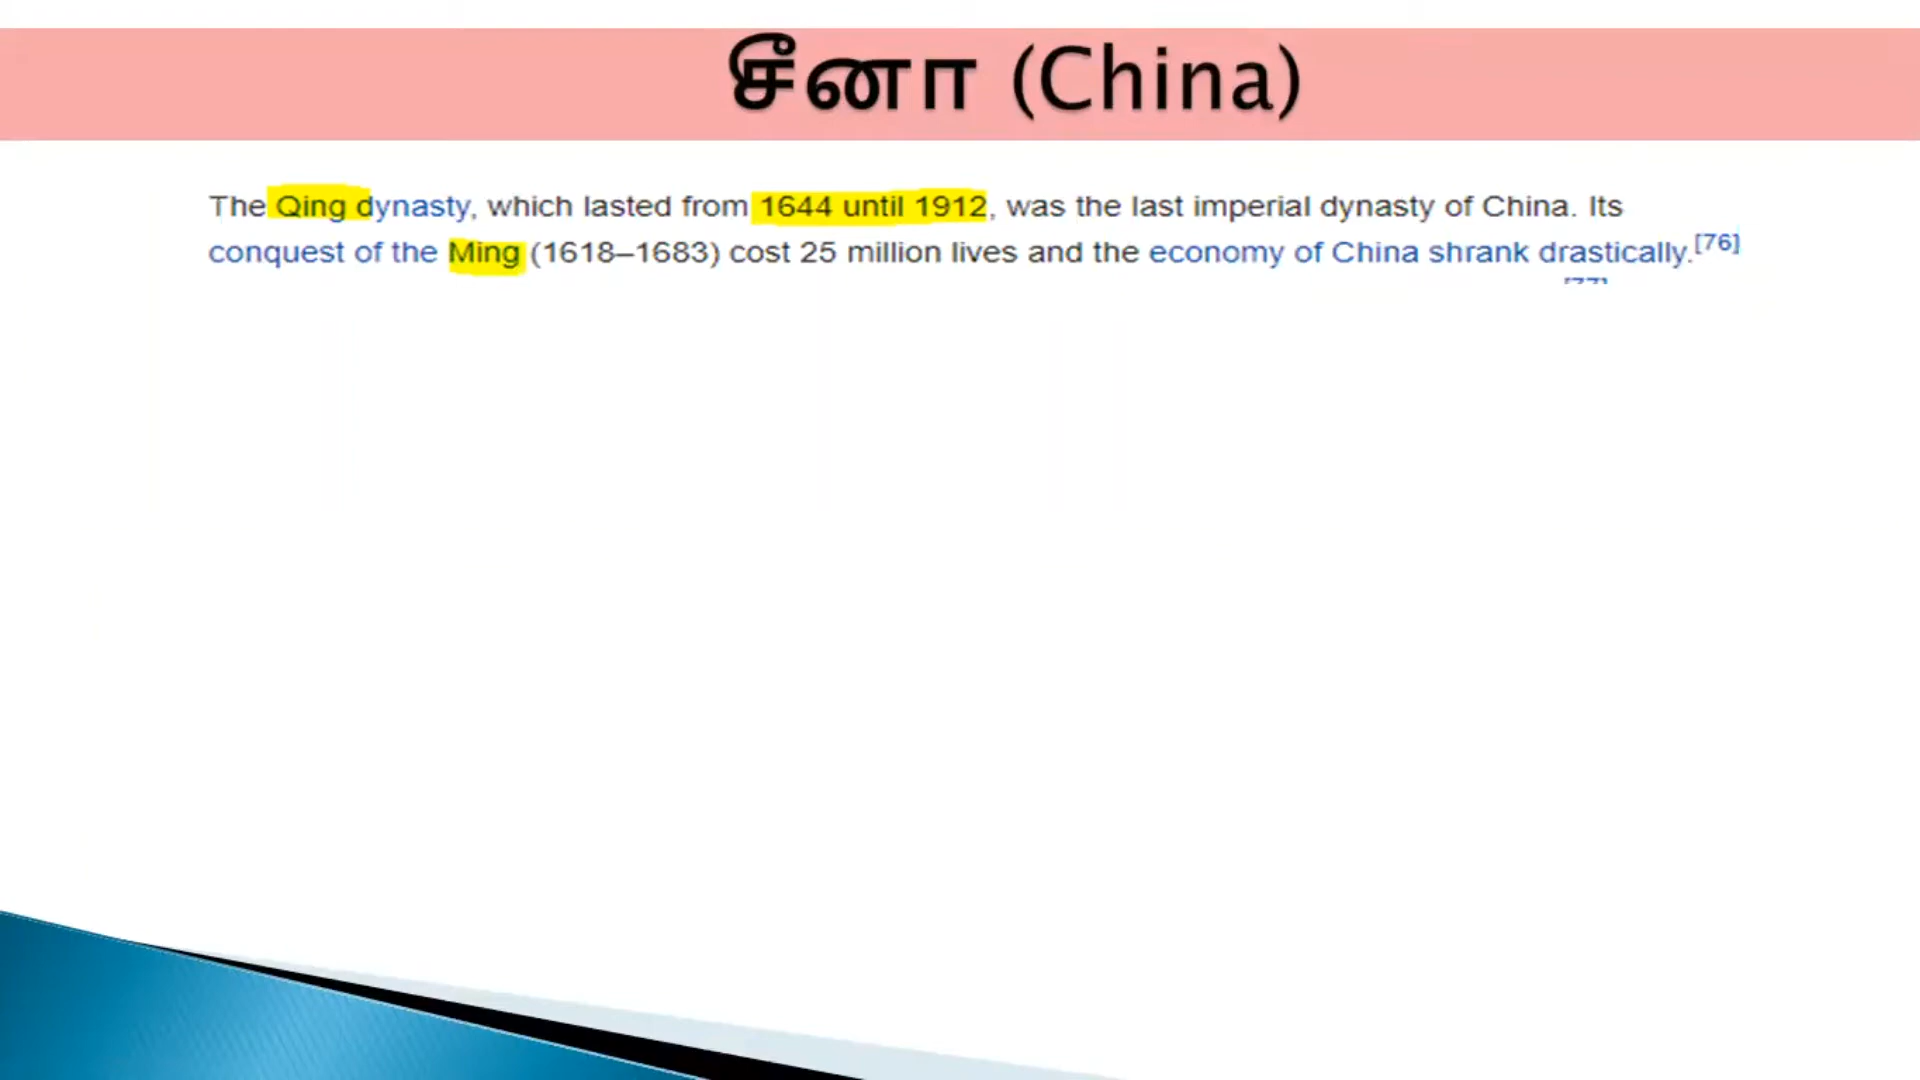 சீனா (China)
The Qing dynasty, which lasted from 1644 until 1912, was the last imperial dynasty of China. Its
conquest of the Ming (1618–1683) cost 25 million lives and the economy of China shrank drastically.[76]